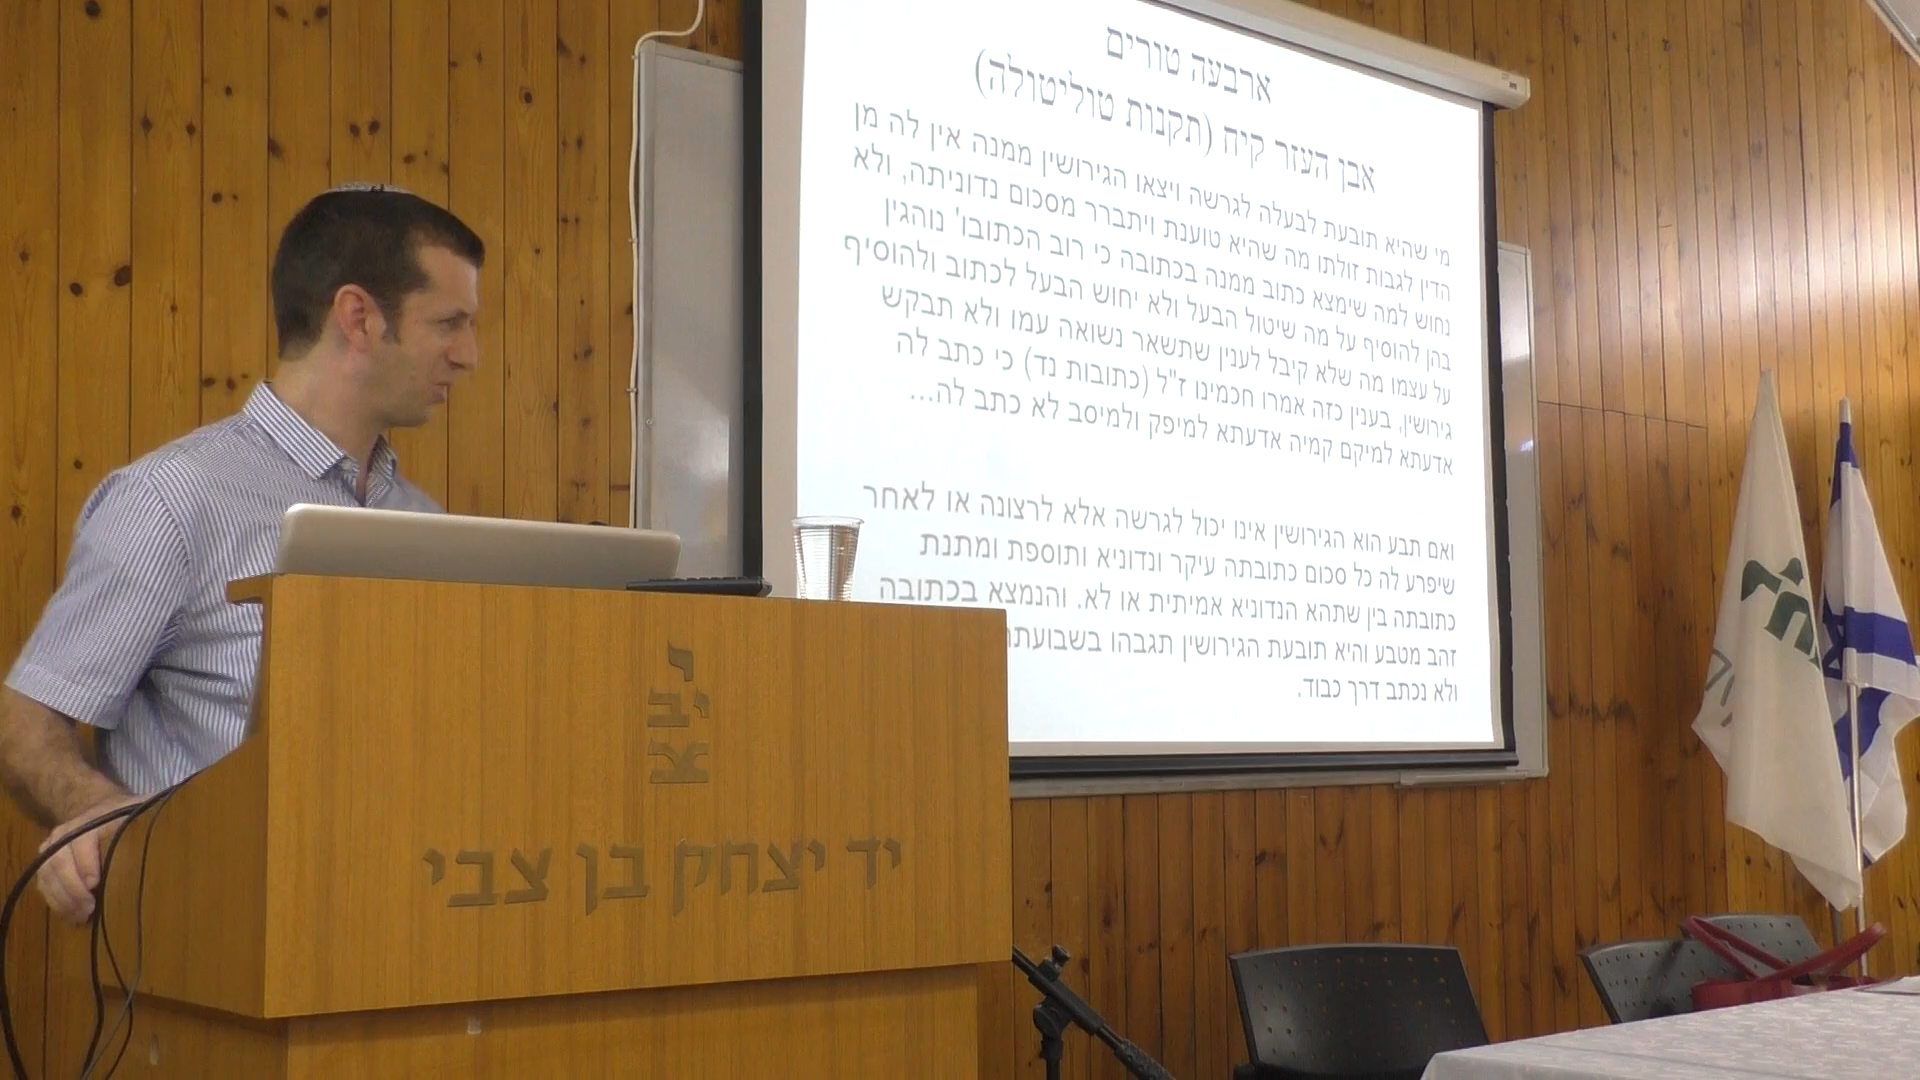 ארבעה טורים
אבן העזר קיח (תקנות טוליטולה)
מי שהיא תובעת לבעלה לגרשה ויצאו הגירושין ממנה אין לה מן
הדין לגבות זולתו מה שהיא טוענת ויתברר מסכום נדוניתה, ולא
נחוש למה שימצא כתוב ממנה בכתובה כי רוב הכתובו' נוהגין
בהן להוסיף על מה שיטול הבעל ולא יחוש הבעל לכתוב ולהוסיף
על עצמו מה שלא קיבל לענין שתשאר נשואה עמו ולא תבקש
גירושין, בענין כזה אמרו חכמינו ז"ל (כתובות נד) כי כתב לה
אדעתא למיקם קמיה אדעתא למיפק ולמיסב לא כתב לה...
ואם תבע הוא הגירושין אינו יכול לגרשה אלא לרצונה או לאחר
שיפרע לה כל סכום כתובתה עיקר ונדוניא ותוספת ומתנת
כתובתה בין שתהא הנדוניא אמיתית או לא. והנמצא בכתובה
זהב מטבע והיא תובעת הגירושין תגבהו בשבועתה
ולא נכתב דרך כבוד.
יד יצחק בן צבי